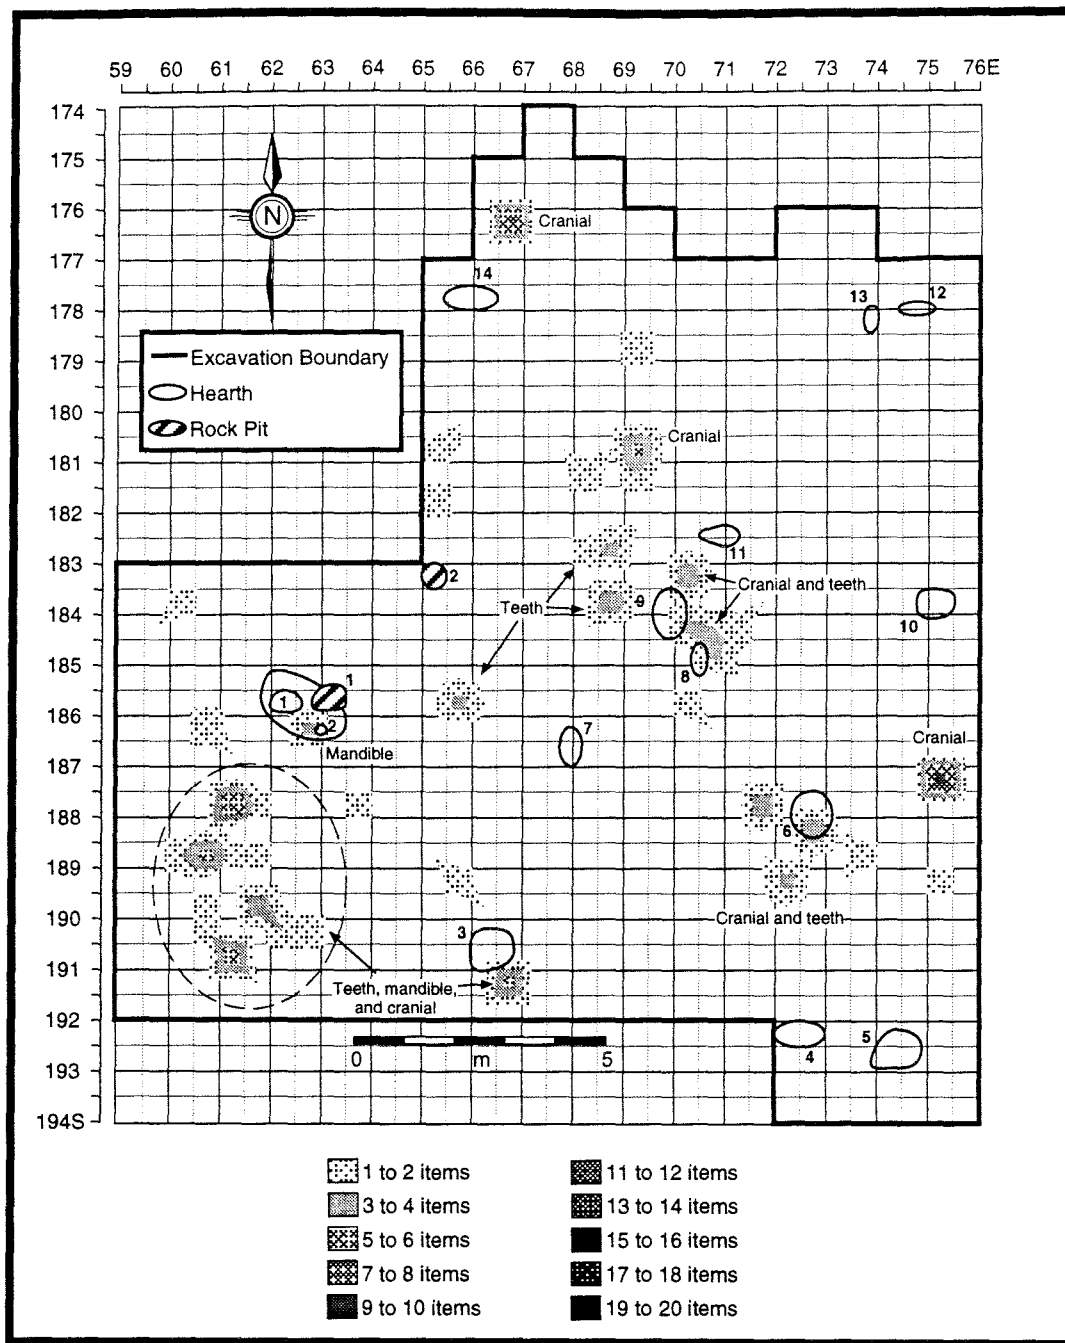 59 60 61 62 63 65 66 67 68 69 70 71 72 73 74 75 76E
174
175
176
N
Cranial
177
14
13
12
178
Excavation Boundary
179
Hearth
180
Rock Pit
Cranial
181
182
11
183
2
Cranial and teeth
Teeth
9
184
10
185
8
1
1
186
2
7
Mandible
Cranial
187
188
6
189
190
Cranial and teeth
3
191
12
Teeth, mandible,
and cranial
192
4
5
0 m 5
193
194S
1 to 2 items
3 to 4 items
5 to 6 items
7 to 8 items
9 to 10 items
11 to 12 items
13 to 14 items
15 to 16 items
17 to 18 items
19 to 20 items